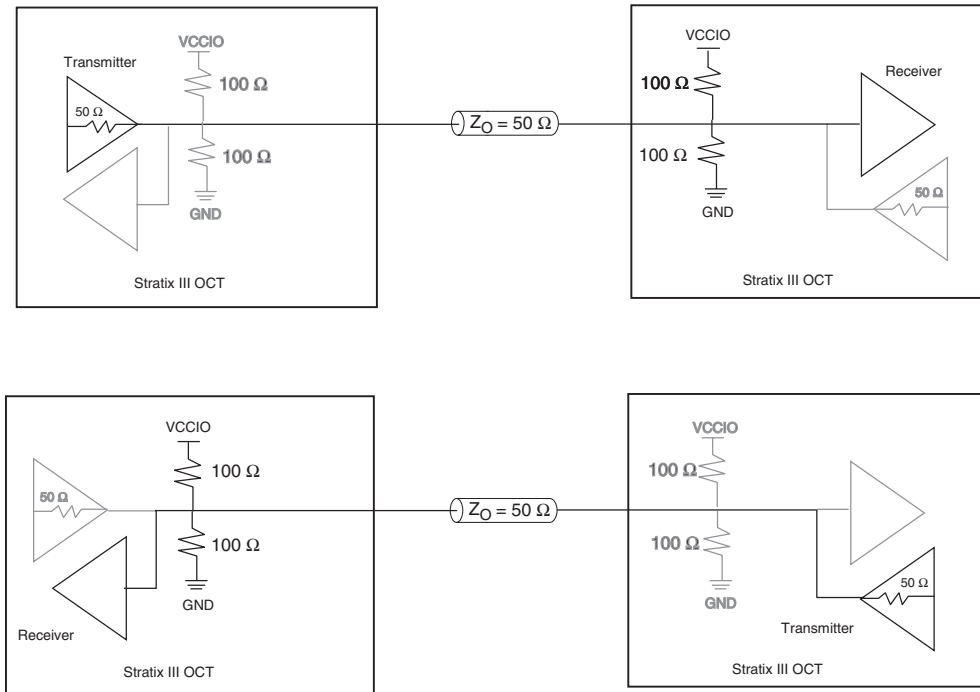 VCCIO
Transmitter
100 Ω
50 Ω
100 Ω
GND
Stratix III OCT
Z_O = 50 Ω
VCCIO
Receiver
100 Ω
100 Ω
50 Ω
GND
Stratix III OCT
VCCIO
50 Ω
100 Ω
100 Ω
GND
Receiver
Stratix III OCT
Z_O = 50 Ω
VCCIO
100 Ω
100 Ω
50 Ω
GND
Transmitter
Stratix III OCT